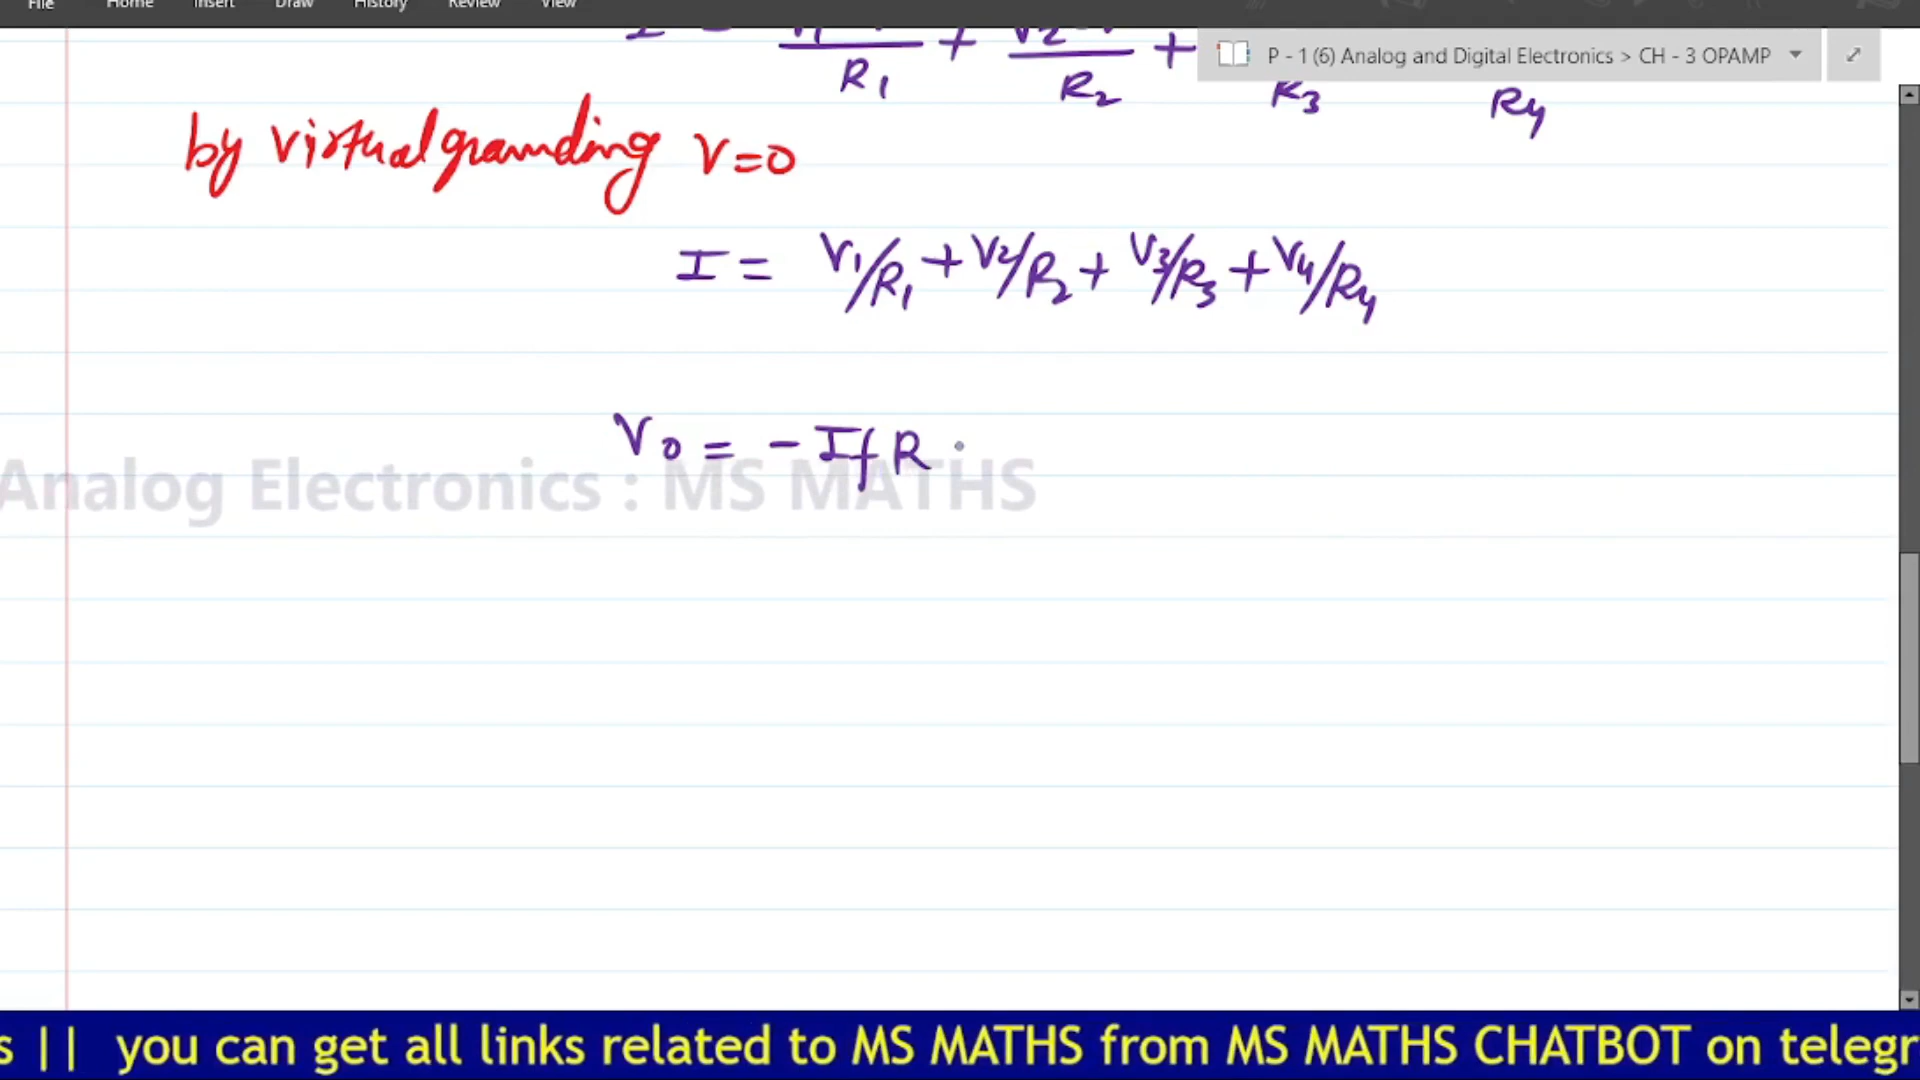 File Home Insert Draw History Review View
P - 1 (6) Analog and Digital Electronics > CH - 3 OPAMP
R1 + R2 + R3 R4
by virtual grounding V=0
I = V1/R1 + V2/R2 + V3/R3 + V4/R4
V0 = - If R
Analog Electronics : MS MATHS
s || you can get all links related to MS MATHS from MS MATHS CHATBOT on telegr